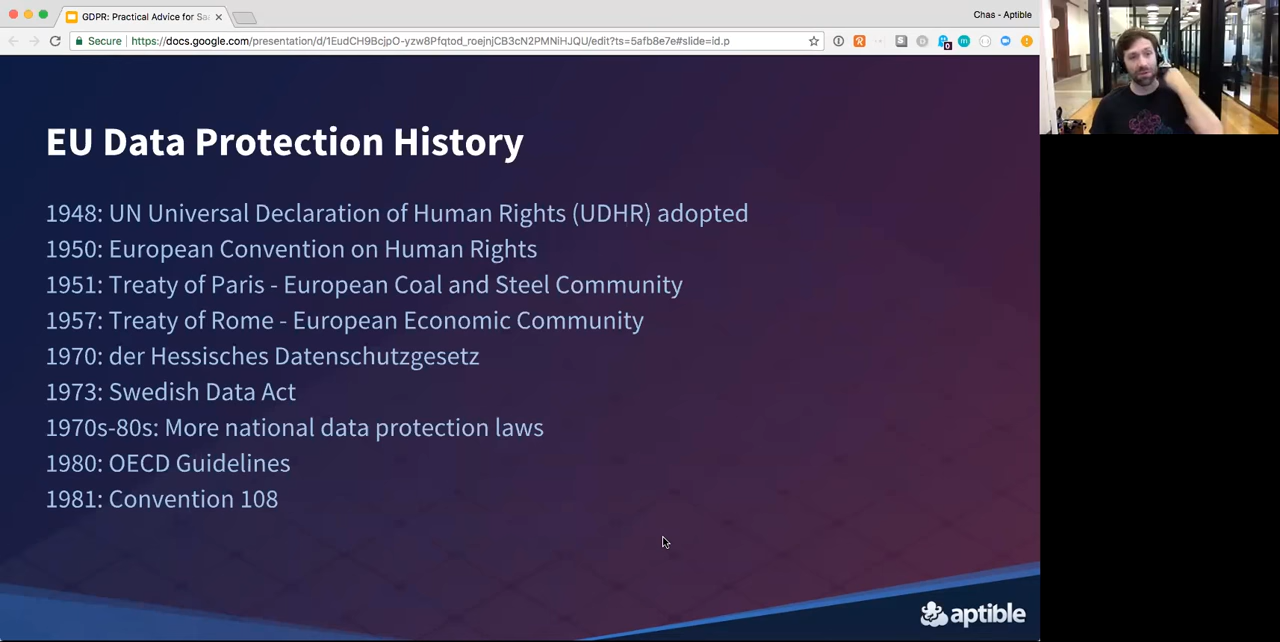 GDPR: Practical Advice for Sa
Chas - Aptible
Secure
https://docs.google.com/presentation/d/1EudCH9BcjpO-yzw8Pfqtod_roejnjCB3cN2PMNiHJQU/edit?ts=5afb8e7e#slide=id.p
EU Data Protection History
1948: UN Universal Declaration of Human Rights (UDHR) adopted
1950: European Convention on Human Rights
1951: Treaty of Paris - European Coal and Steel Community
1957: Treaty of Rome - European Economic Community
1970: der Hessisches Datenschutzgesetz
1973: Swedish Data Act
1970s-80s: More national data protection laws
1980: OECD Guidelines
1981: Convention 108
aptible